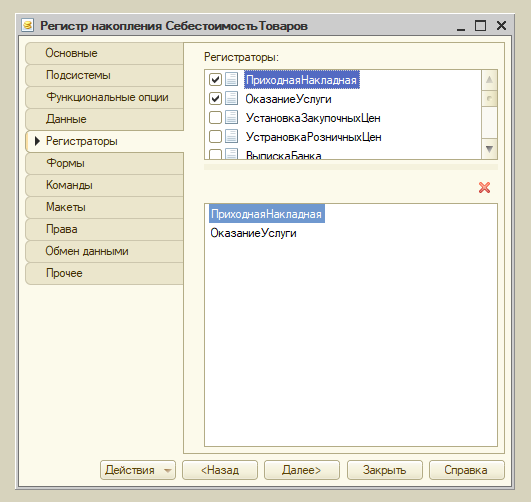 Регистр накопления СебестоимостьТоваров
Основные
Подсистемы
Функциональные опции
Данные
Регистраторы
Формы
Команды
Макеты
Права
Обмен данными
Прочее
Регистраторы:
ПриходнаяНакладная
ОказаниеУслуги
УстановкаЗакупочныхЦен
УстрановкаРозничныхЦен
ВыпискаБанка
ПриходнаяНакладная
ОказаниеУслуги
Действия
<Назад
Далее>
Закрыть
Справка